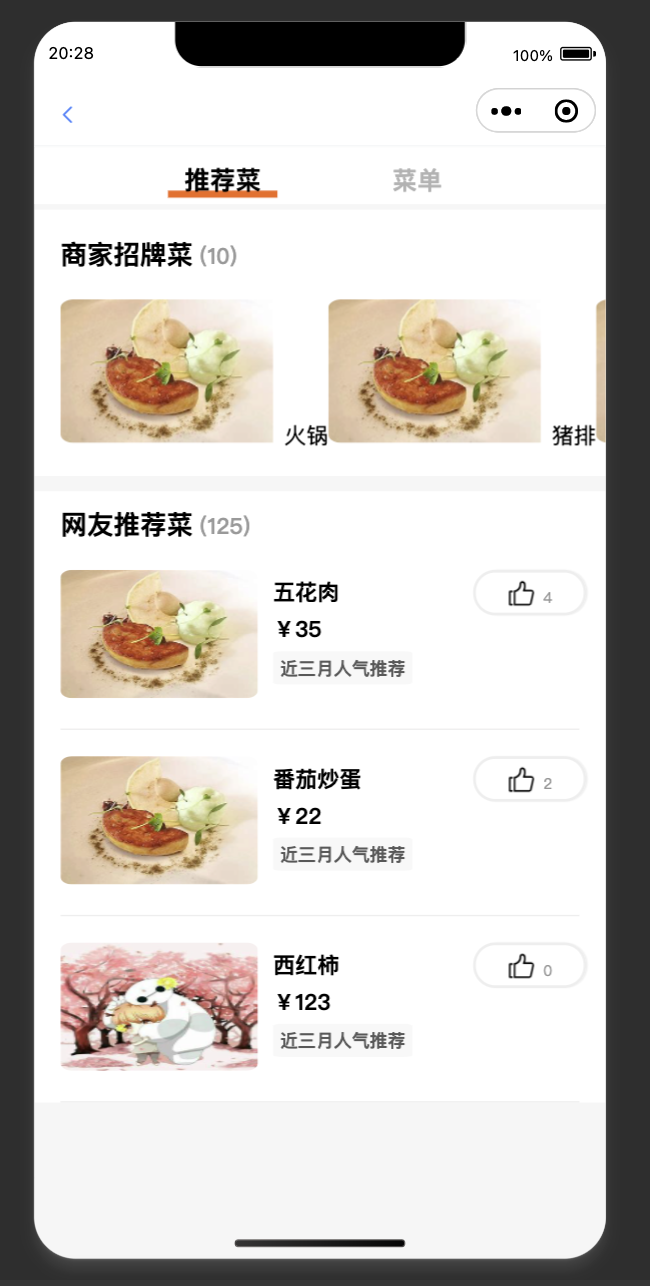 20:28
100%
推荐菜 菜单
商家招牌菜 (10)
火锅 猪排
网友推荐菜 (125)
五花肉
4
¥35
近三月人气推荐
番茄炒蛋
2
¥22
近三月人气推荐
西红柿
0
¥123
近三月人气推荐